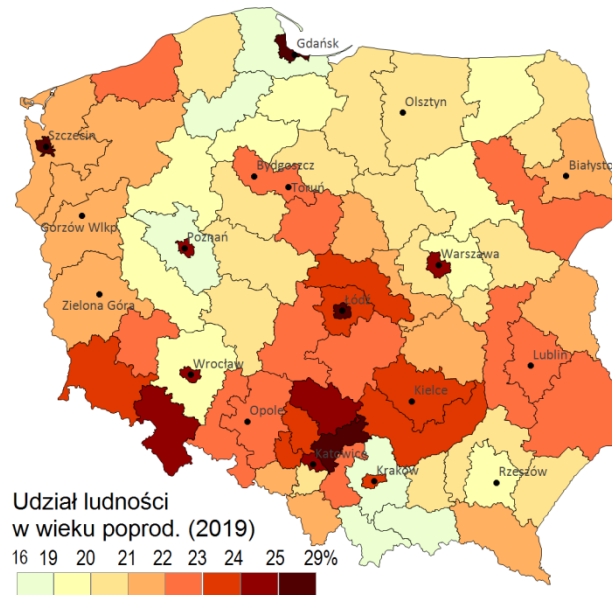 Gdańsk
Olsztyn
Szczecin
Białyst
Bydgoszcz
Toruń
Gorzów Wlkp
Poznań
Warszawa
Zielona Góra
Łódź
Lublin
Wrocław
Kielce
Opole
Katowice
Kraków
Rzeszów
Udział ludności
w wieku poprod. (2019)
16 19 20 21 22 23 24 25 29%